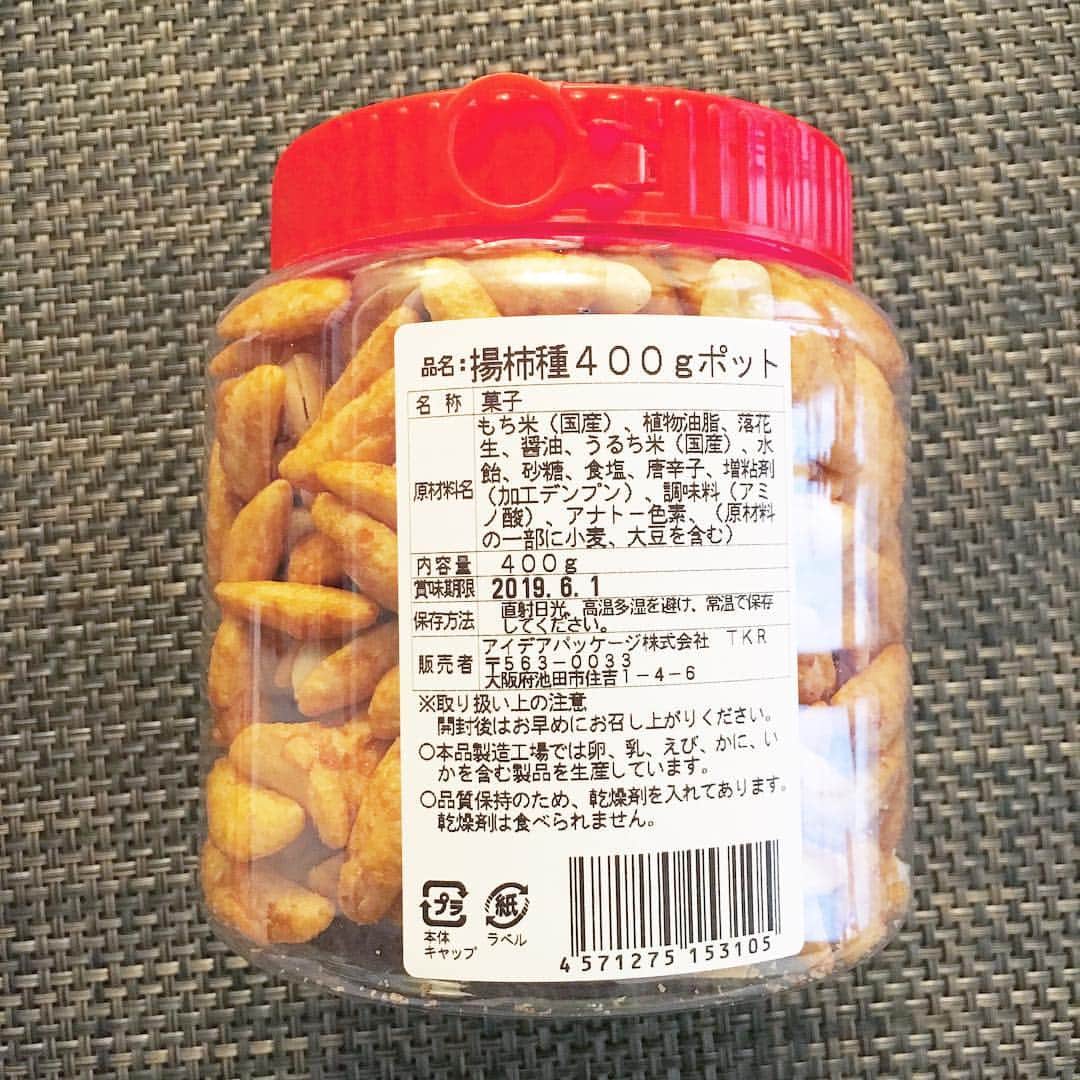 品名：揚柿種４００ｇポット
名称 菓子
原材料名 もち米（国産）、植物油脂、落花
生、醤油、うるち米（国産）、水
飴、砂糖、食塩、唐辛子、増粘剤
（加工デンプン）、調味料（アミ
ノ酸）、アナトー色素、（原材料
の一部に小麦、大豆を含む）
内容量 ４００ｇ
賞味期限 2019.6.1
保存方法 直射日光、高温多湿を避け、常温で保存
してください。
販売者 アイデアパッケージ株式会社 ＴＫＲ
〒５６３－００３３
大阪府池田市住吉１－４－６
※取り扱い上の注意
開封後はお早めにお召し上がりください。
○本品製造工場では卵、乳、えび、かに、い
かを含む製品を生産しています。
○品質保持のため、乾燥剤を入れてあります。
乾燥剤は食べられません。
プラ 紙
本体 ラベル
キャップ
4 571275 153105